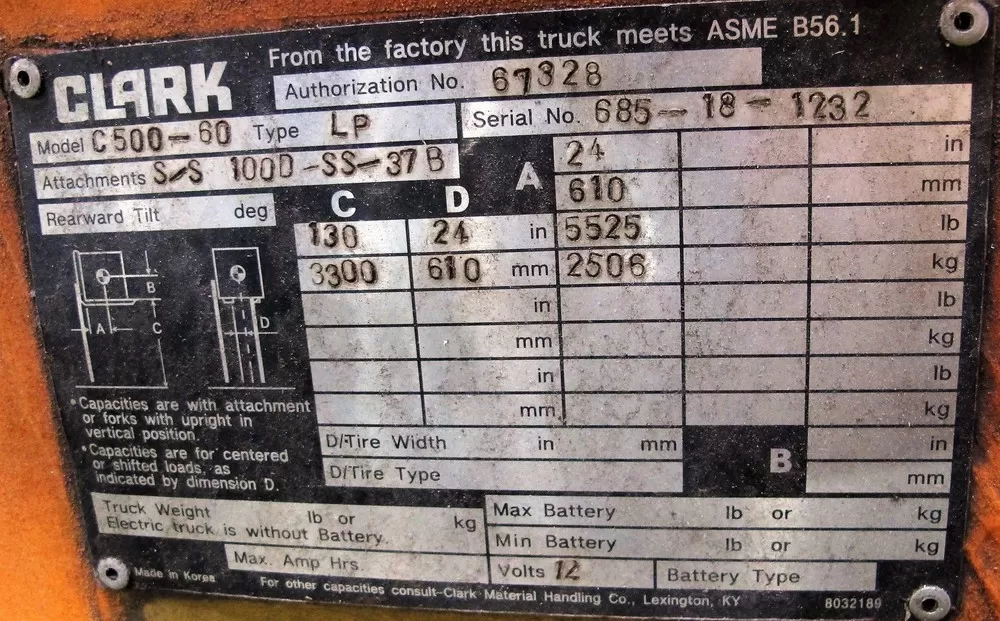 From the factory this truck meets ASME B56.1
CLARK
Authorization No. 67328
Model C500-60 Type LP
Serial No. 685-18-1232
Attachments S/S 100D-SS-37B
Rearward Tilt deg
A
24 in
610 mm
C D
130 24 in 5525 lb
3300 610 mm 2506 kg
in lb
mm kg
in lb
mm kg
B
A C
D
•Capacities are with attachment
or forks with upright in
vertical position.
•Capacities are for centered
or shifted loads, as
indicated by dimension D.
D/Tire Width in mm
D/Tire Type
B
in
mm
Truck Weight lb or kg
Electric truck is without Battery.
Max. Amp Hrs.
Max Battery lb or kg
Min Battery lb or kg
Volts 12 Battery Type
Made in Korea
For other capacities consult-Clark Material Handling Co., Lexington, KY
8032189